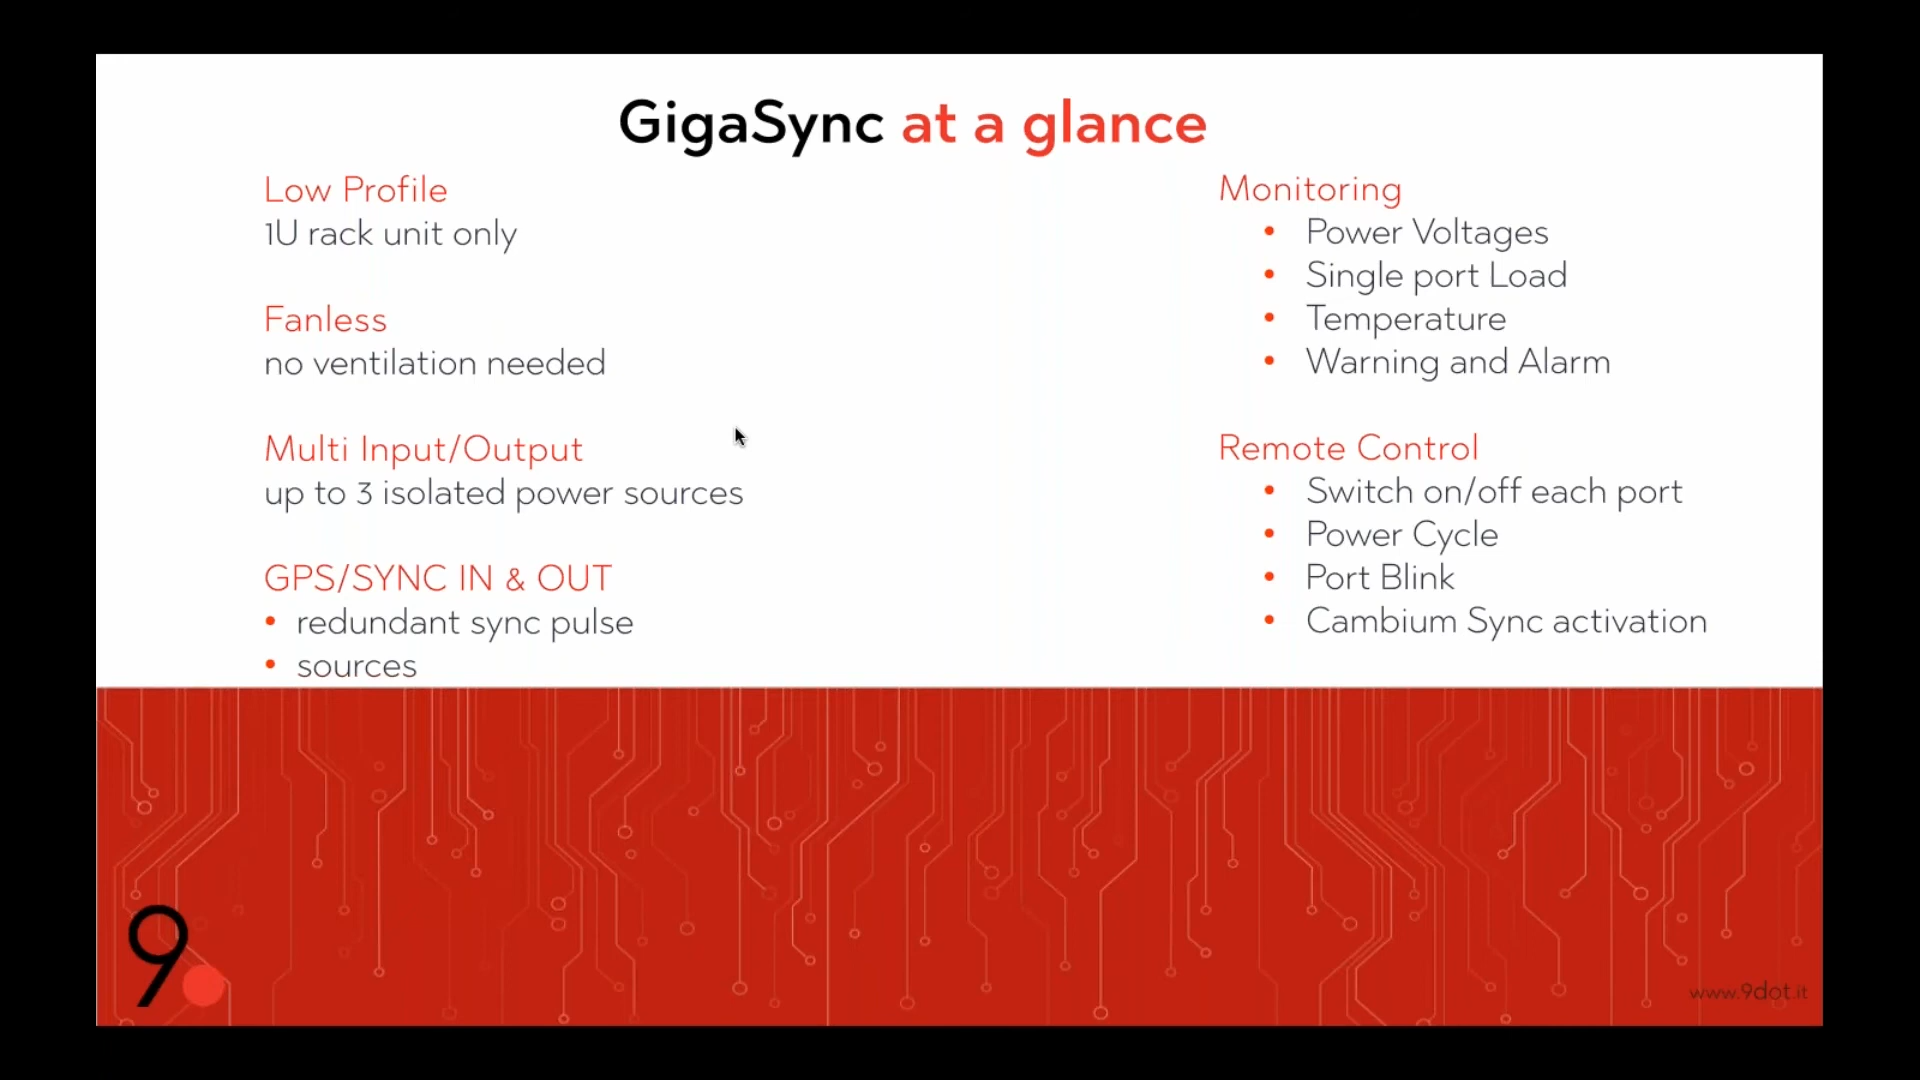 GigaSync at a glance
Low Profile
1U rack unit only
Fanless
no ventilation needed
Multi Input/Output
up to 3 isolated power sources
GPS/SYNC IN & OUT
• redundant sync pulse
• sources
Monitoring
• Power Voltages
• Single port Load
• Temperature
• Warning and Alarm
Remote Control
• Switch on/off each port
• Power Cycle
• Port Blink
• Cambium Sync activation
9.
www.9dot.it